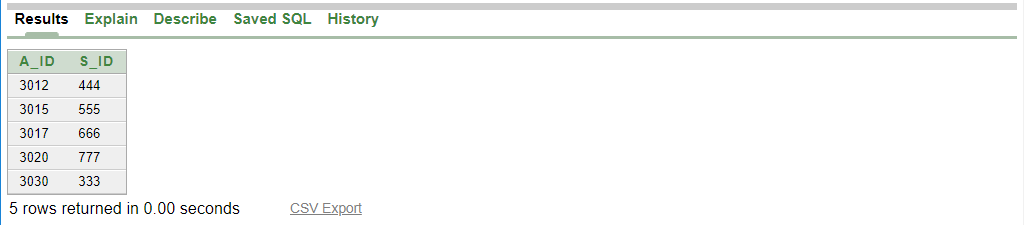 Results Explain Describe Saved SQL History
A_ID S_ID
3012 444
3015 555
3017 666
3020 777
3030 333
5 rows returned in 0.00 seconds CSV Export